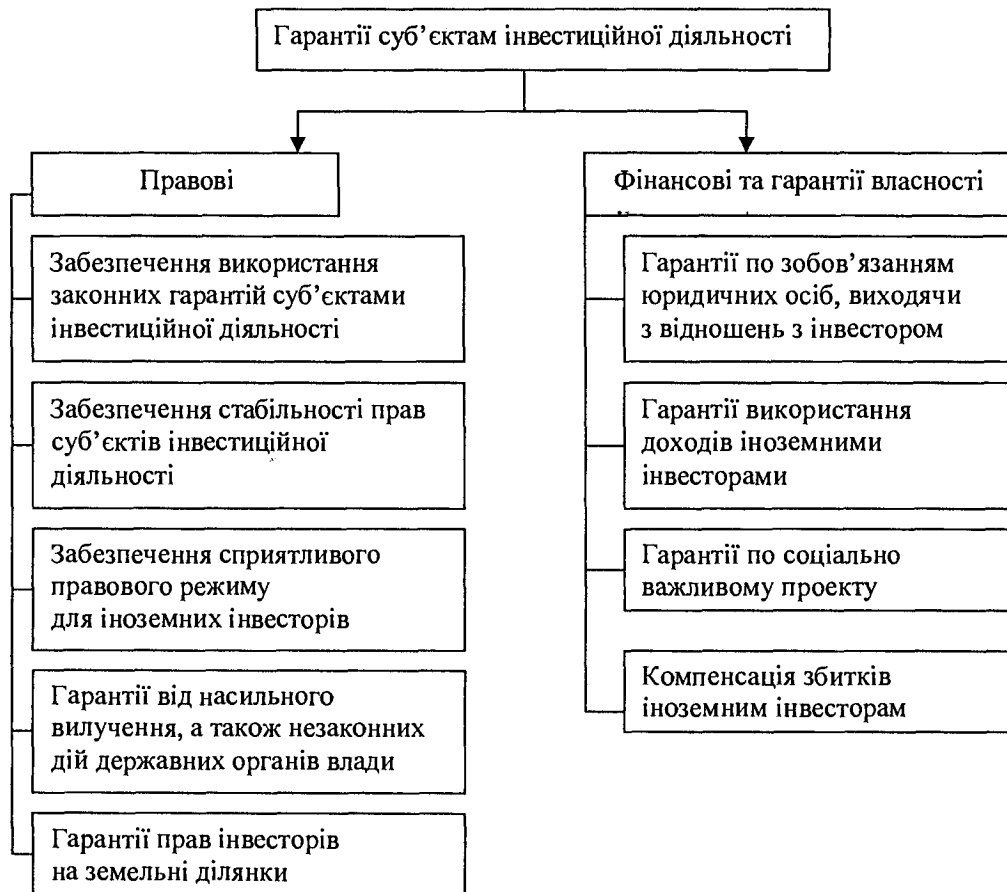 Гарантії суб’єктам інвестиційної діяльності
Правові
Забезпечення використання
законних гарантій суб’єктами
інвестиційної діяльності
Забезпечення стабільності прав
суб’єктів інвестиційної
діяльності
Забезпечення сприятливого
правового режиму
для іноземних інвесторів
Гарантії від насильного
вилучення, а також незаконних
дій державних органів влади
Гарантії прав інвесторів
на земельні ділянки
Фінансові та гарантії власності
Гарантії по зобов’язанням
юридичних осіб, виходячи
з відношень з інвестором
Гарантії використання
доходів іноземними
інвесторами
Гарантії по соціально
важливому проекту
Компенсація збитків
іноземним інвесторам